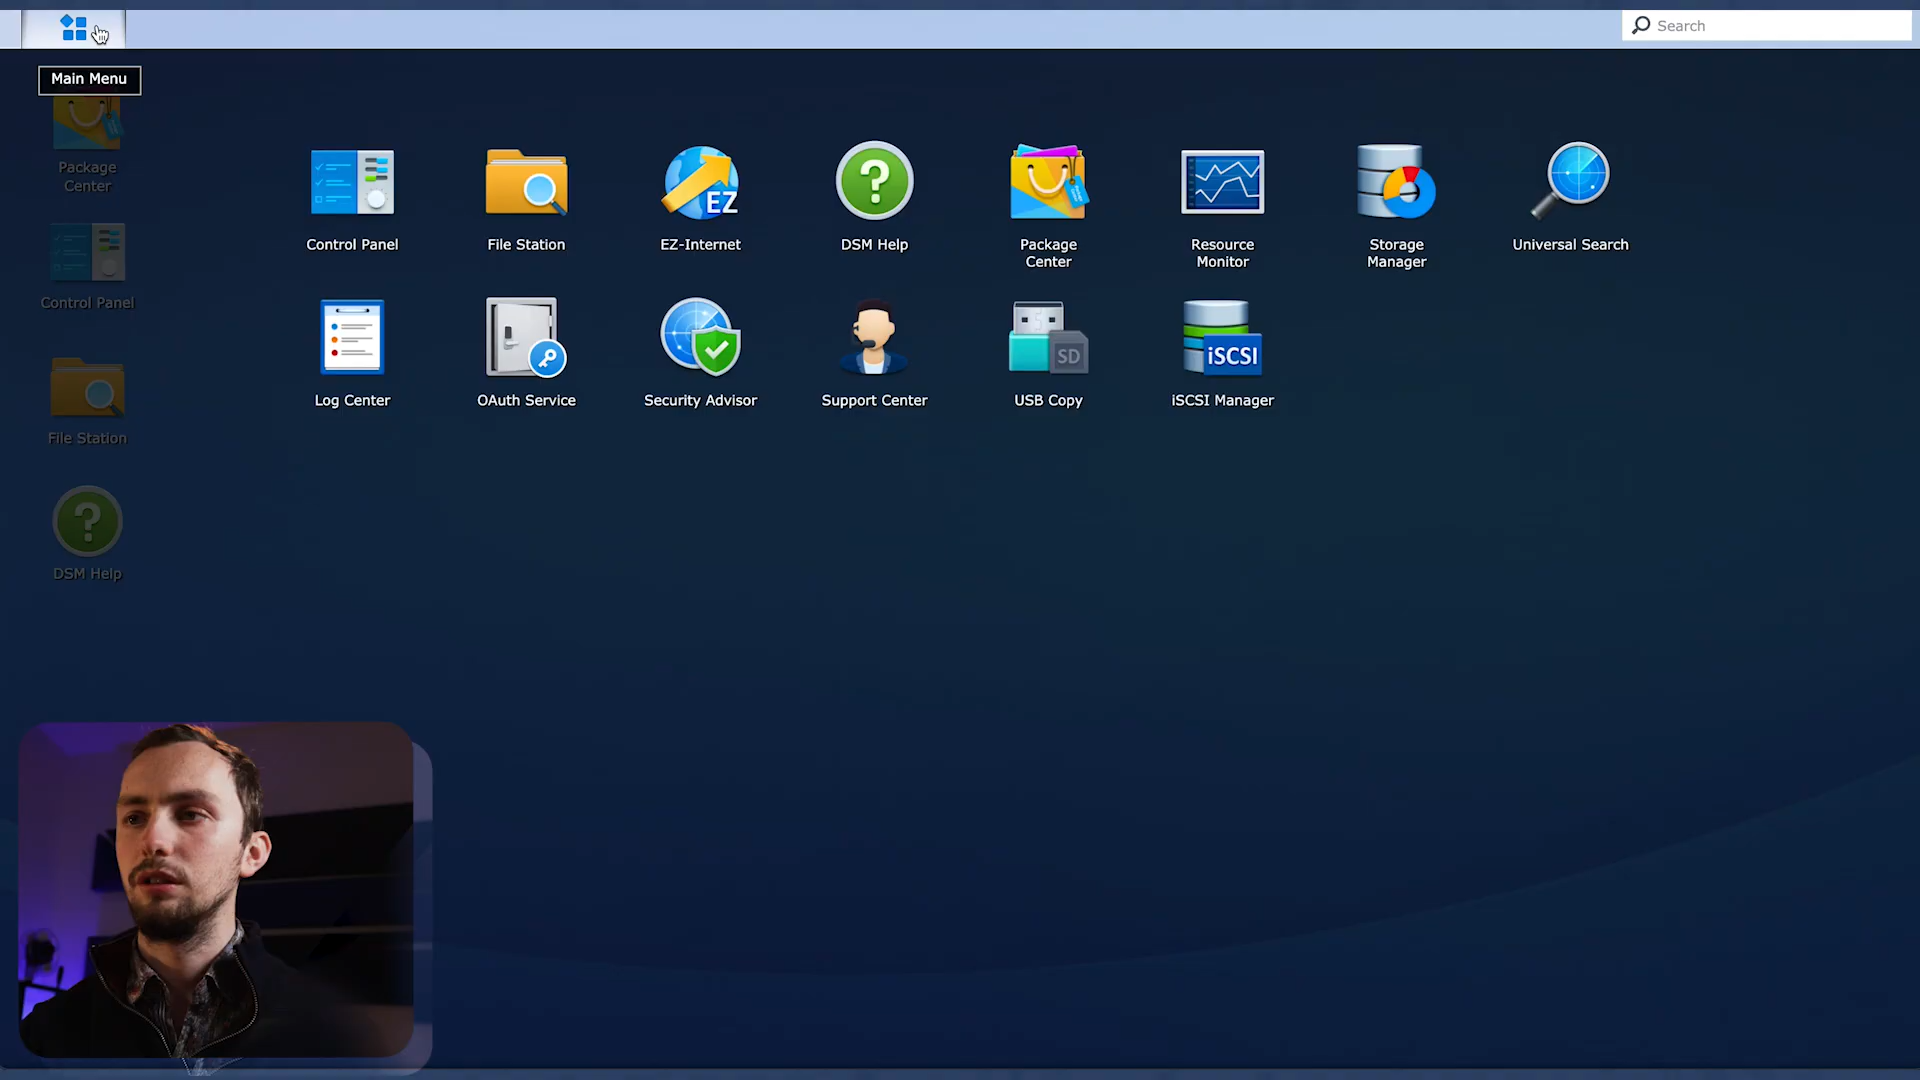 Search
Main Menu
Package
Center
Control Panel
File Station
DSM Help
Control Panel
File Station
EZ
EZ-Internet
DSM Help
Package
Center
Resource
Monitor
Storage
Manager
Universal Search
Log Center
OAuth Service
Security Advisor
Support Center
SD
USB Copy
iSCSI
iSCSI Manager